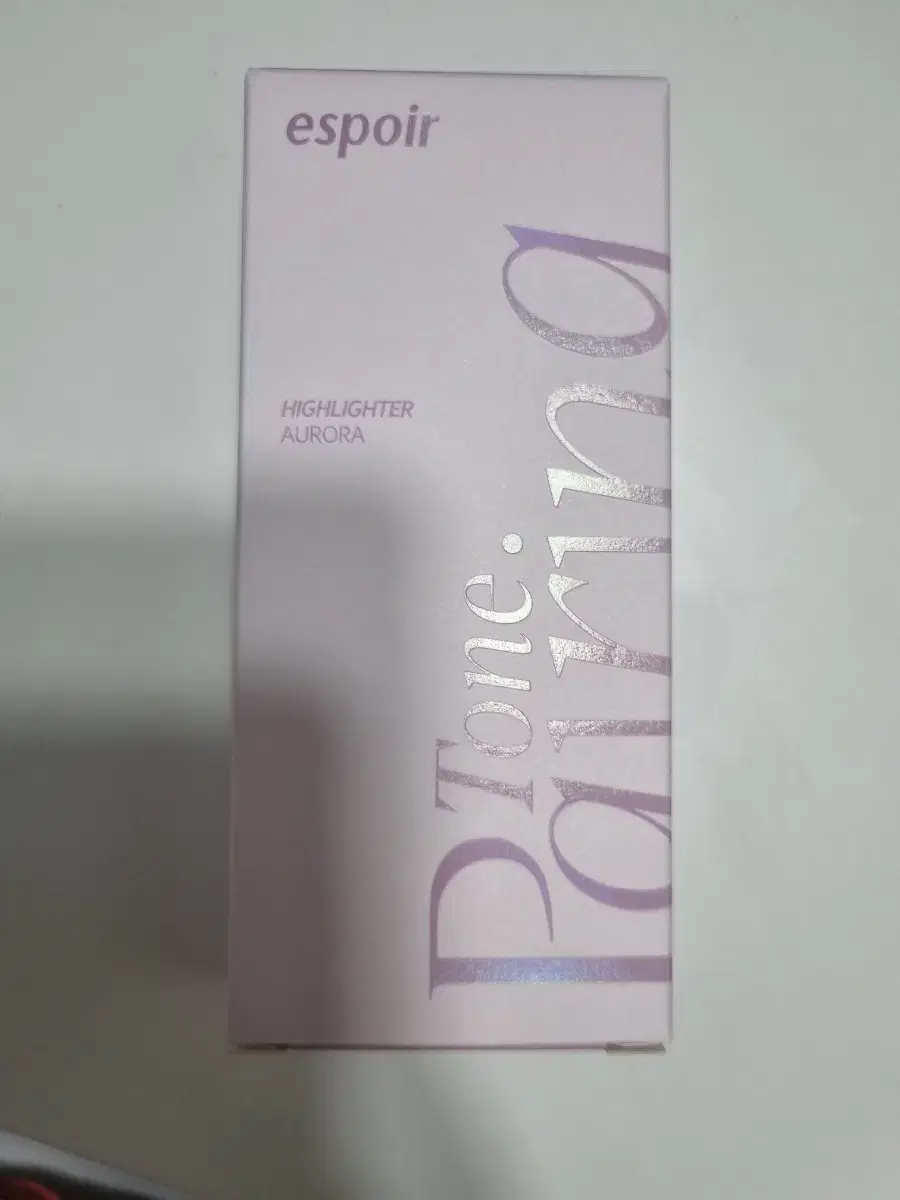 espoir
HIGHLIGHTER
AURORA
Tone.
Pairing